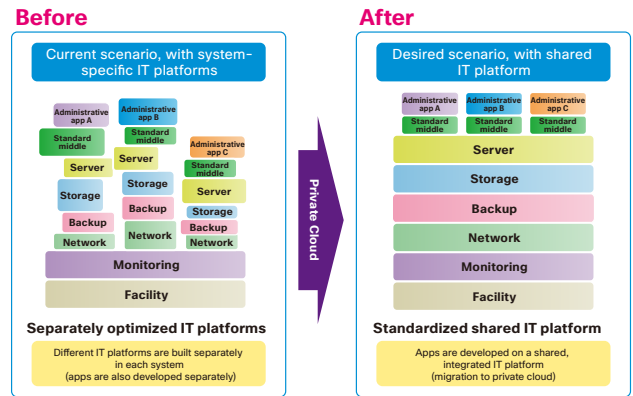 Before
Current scenario, with system-
specific IT platforms
Administrative
app A
Administrative
app B
Standard
middle
Standard
middle
Administrative
app C
Server
Server
Standard
middle
Storage
Storage
Server
Backup
Storage
Backup
Backup
Network
Network
Network
Monitoring
Facility
Separately optimized IT platforms
Different IT platforms are built separately
in each system
(apps are also developed separately)
Private Cloud
After
Desired scenario, with shared
IT platform
Administrative
app A
Administrative
app B
Administrative
app C
Standard
middle
Standard
middle
Standard
middle
Server
Storage
Backup
Network
Monitoring
Facility
Standardized shared IT platform
Apps are developed on a shared,
integrated IT platform
(migration to private cloud)